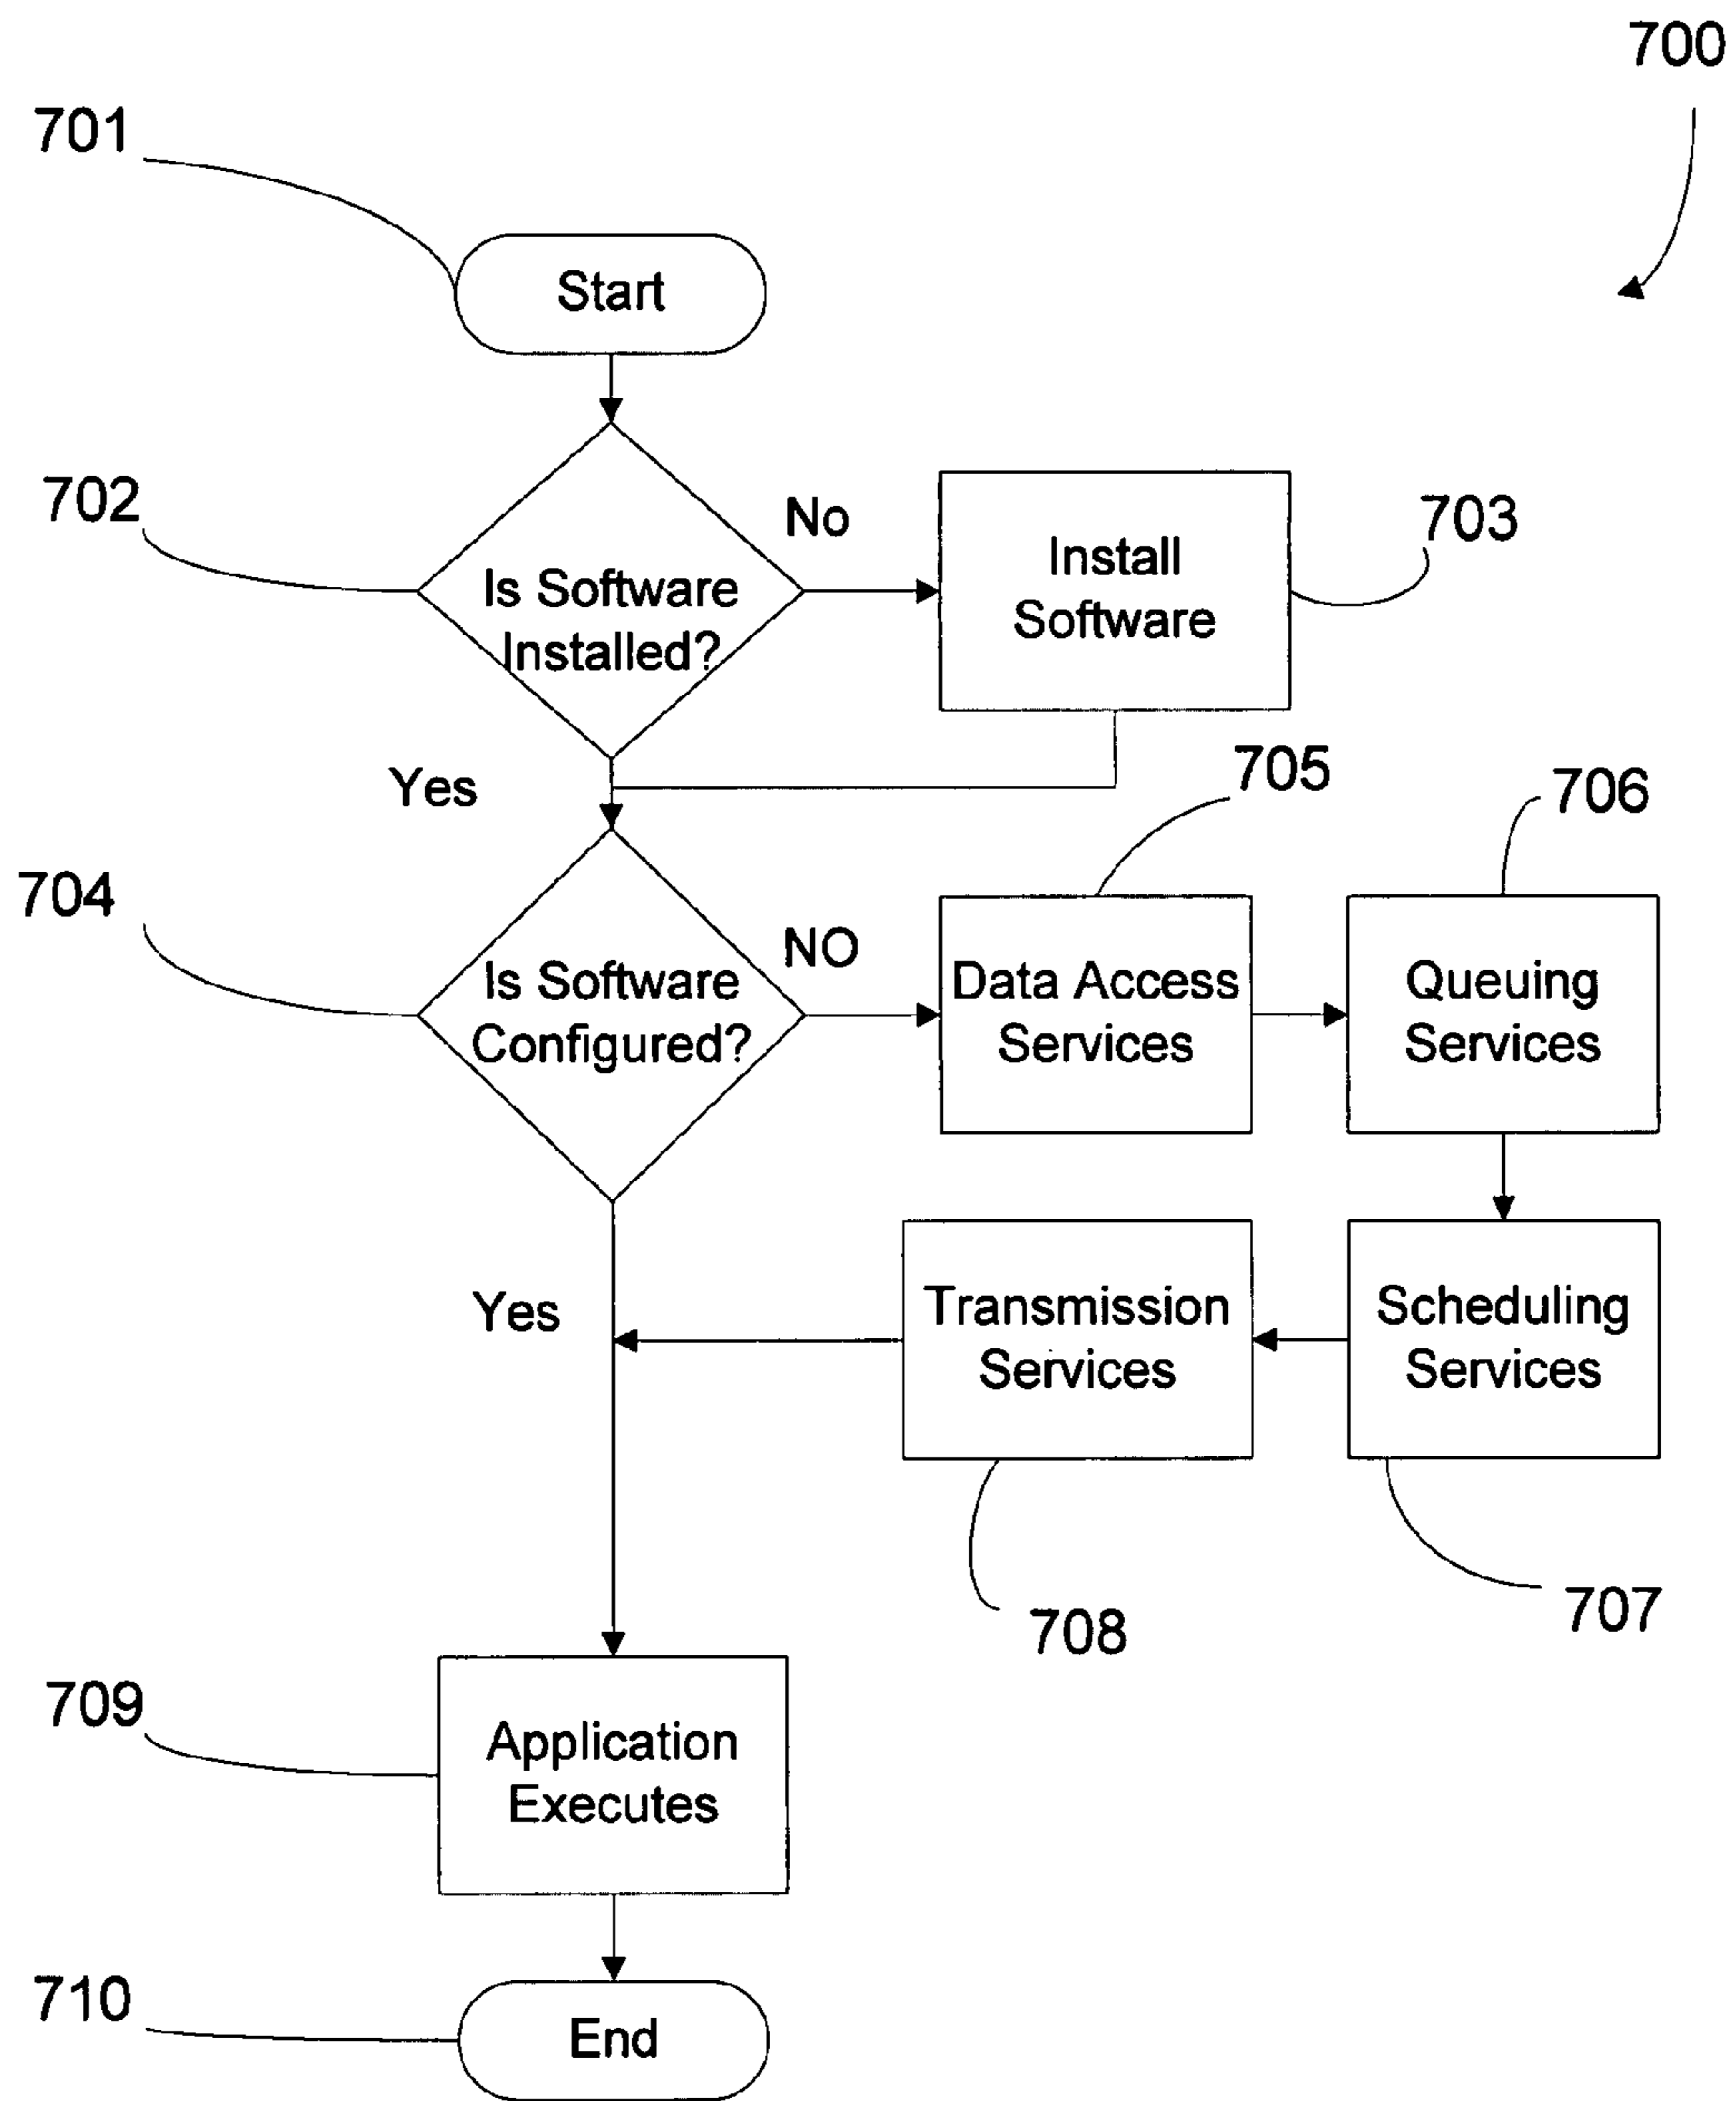 700
701
Start
702
No
703
Install
Software
Is Software
Installed?
Yes
705
706
704
NO
Is Software
Configured?
Data Access
Services
Queuing
Services
Yes
Transmission
Services
Scheduling
Services
708
707
709
Application
Executes
710
End